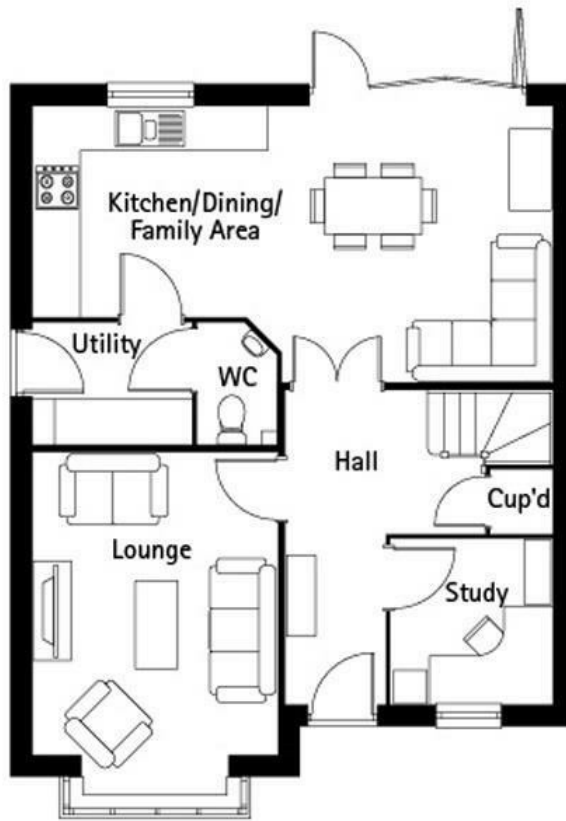 Kitchen/Dining/
Family Area
Utility
WC
Hall
Cup'd
Lounge
Study